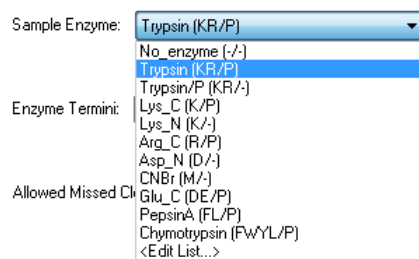 Sample Enzyme: Trypsin (KR/P)
No_enzyme (-/-)
Trypsin (KR/P)
Trypsin/P (KR/-)
Enzyme Termini: Lys_C (K/P)
Lys_N (K/-)
Arg_C (R/P)
Asp_N (D/-)
CNBr (M/-)
Allowed Missed Cl Glu_C (DE/P)
PepsinA (FL/P)
Chymotrypsin (FWYL/P)
<Edit List...>